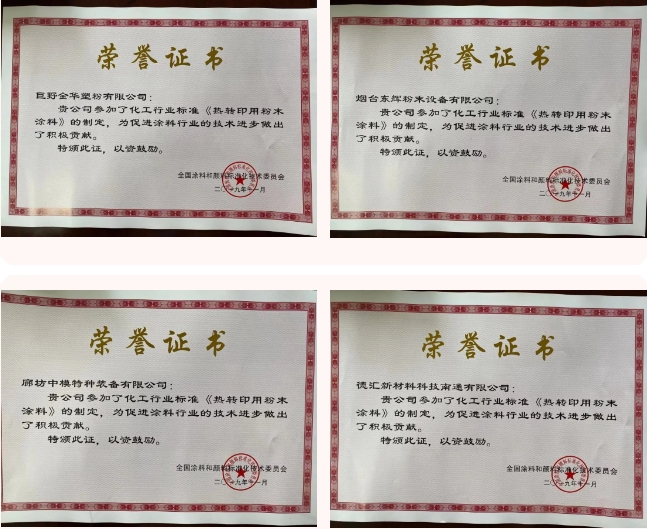 荣誉证书
巨野金华塑粉有限公司：
贵公司参加了化工行业标准《热转印用粉末
涂料》的制定，为促进涂料行业的技术进步做出
了积极贡献。
特颁此证，以资鼓励。
全国涂料和颜料标准化技术委员会
二〇一九年一月
荣誉证书
烟台东辉粉末设备有限公司：
贵公司参加了化工行业标准《热转印用粉末
涂料》的制定，为促进涂料行业的技术进步做出
了积极贡献。
特颁此证，以资鼓励。
全国涂料和颜料标准化技术委员会
二〇一九年一月
荣誉证书
廊坊中模特种装备有限公司：
贵公司参加了化工行业标准《热转印用粉末
涂料》的制定，为促进涂料行业的技术进步做出
了积极贡献。
特颁此证，以资鼓励。
全国涂料和颜料标准化技术委员会
二〇一九年一月
荣誉证书
德汇新材料科技南通有限公司：
贵公司参加了化工行业标准《热转印用粉末
涂料》的制定，为促进涂料行业的技术进步做出
了积极贡献。
特颁此证，以资鼓励。
全国涂料和颜料标准化技术委员会
二〇一九年一月